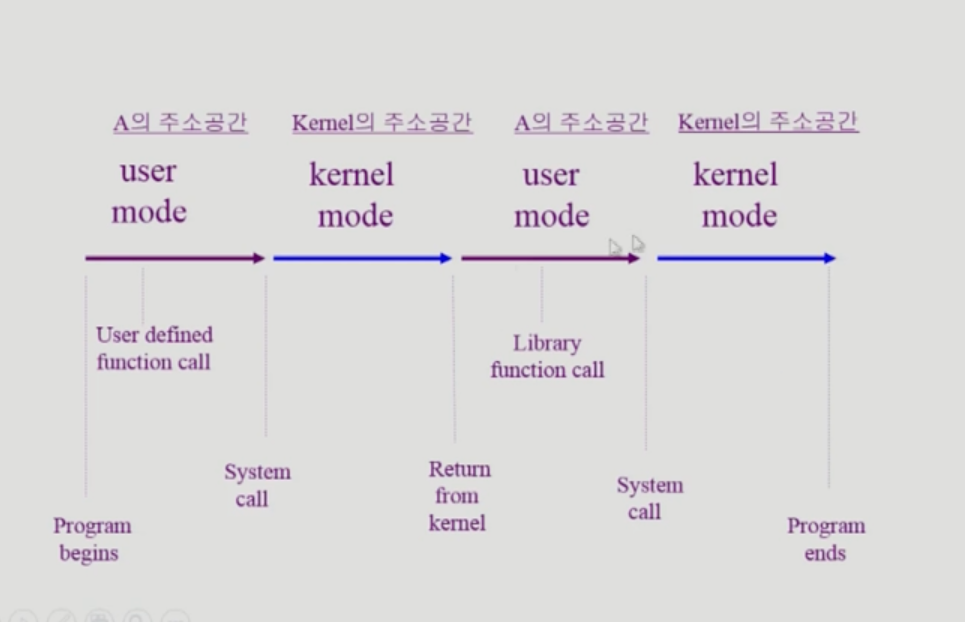 A의 주소공간
Kernel의 주소공간
A의 주소공간
Kernel의 주소공간
user
mode
kernel
mode
user
mode
kernel
mode
User defined
function call
Library
function call
System
call
Return
from
kernel
System
call
Program
begins
Program
ends